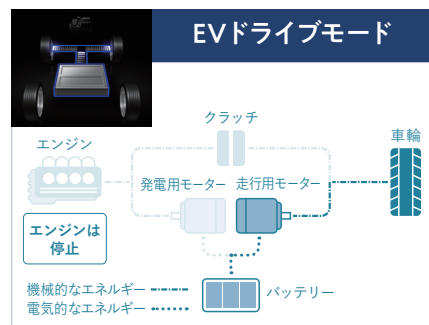 EVドライブモード
クラッチ
エンジン
車輪
発電用モーター
走行用モーター
エンジンは
停止
機械的なエネルギー
バッテリー
電気的なエネルギー